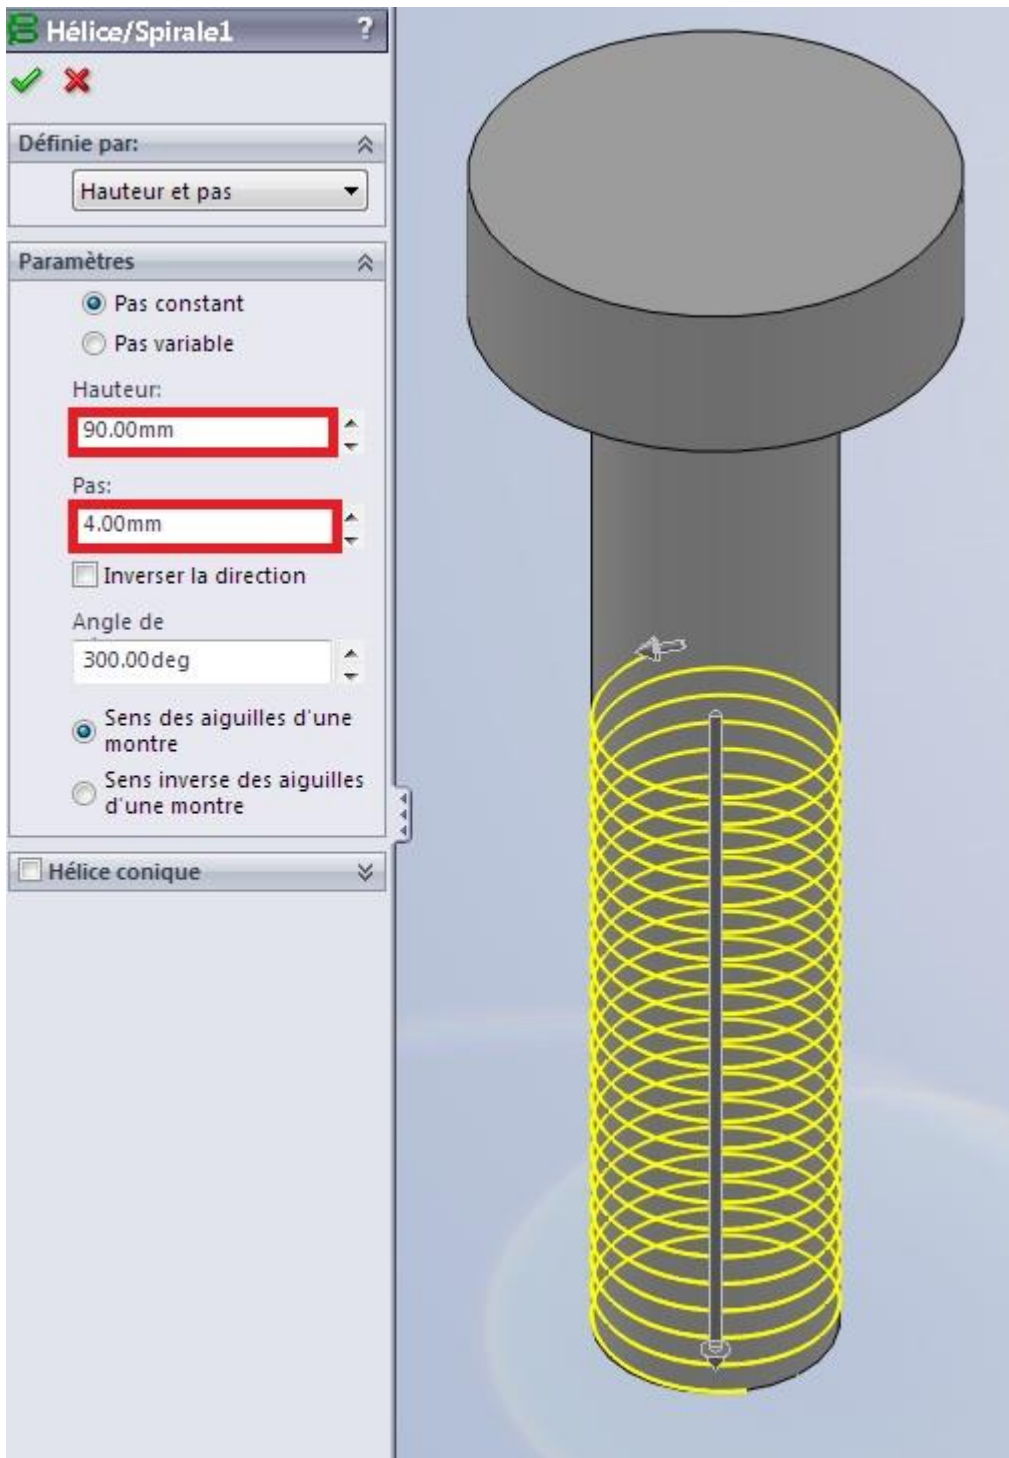 Hélice/Spirale1 ?
Définie par:
Hauteur et pas
Paramètres
Pas constant
Pas variable
Hauteur:
90.00mm
Pas:
4.00mm
Inverser la direction
Angle de
300.00deg
Sens des aiguilles d'une
montre
Sens inverse des aiguilles
d'une montre
Hélice conique